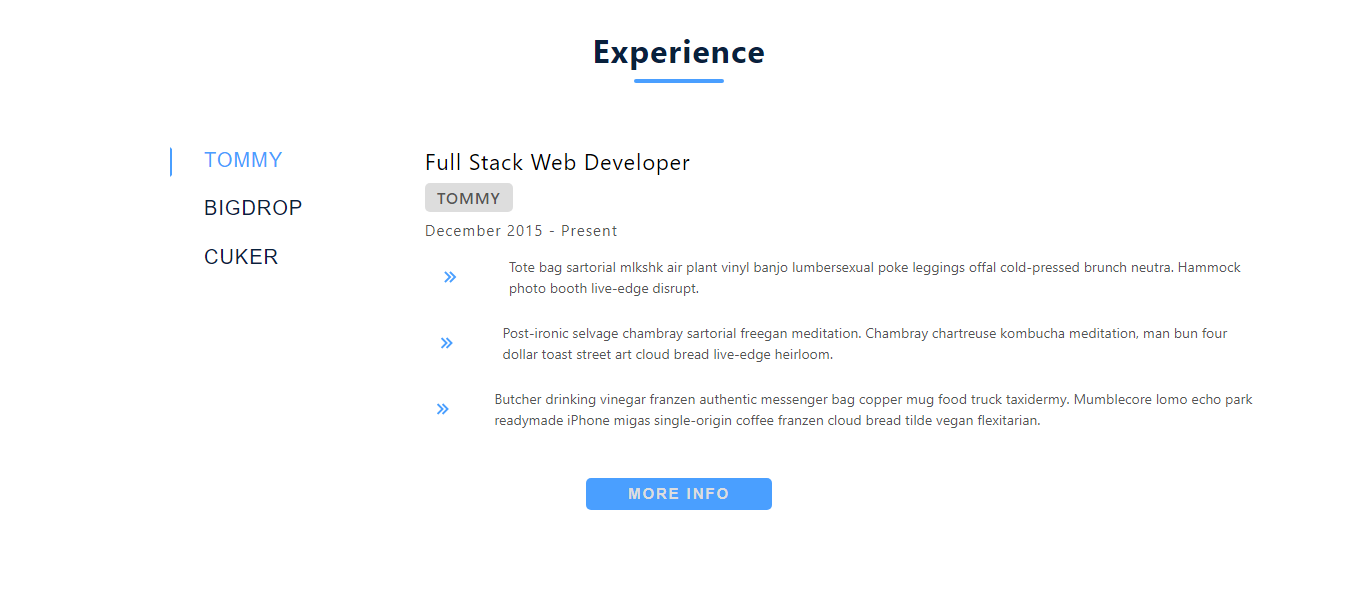 Experience
TOMMY
BIGDROP
CUKER
Full Stack Web Developer
TOMMY
December 2015 - Present
Tote bag sartorial mlkshk air plant vinyl banjo lumbersexual poke leggings offal cold-pressed brunch neutra. Hammock
photo booth live-edge disrupt.
Post-ironic selvage chambray sartorial freegan meditation. Chambray chartreuse kombucha meditation, man bun four
dollar toast street art cloud bread live-edge heirloom.
Butcher drinking vinegar franzen authentic messenger bag copper mug food truck taxidermy. Mumblecore lomo echo park
readymade iPhone migas single-origin coffee franzen cloud bread tilde vegan flexitarian.
MORE INFO